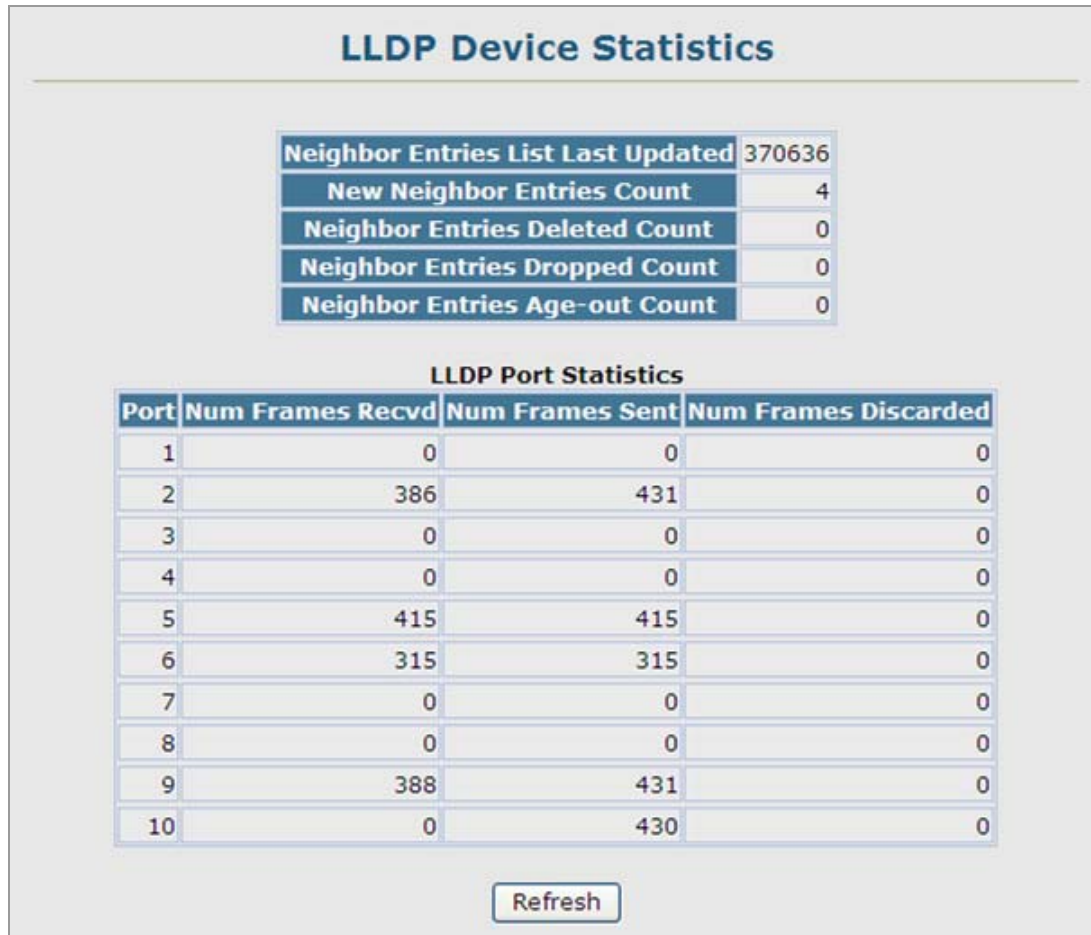 LLDP Device Statistics
Neighbor Entries List Last Updated 370636
New Neighbor Entries Count 4
Neighbor Entries Deleted Count 0
Neighbor Entries Dropped Count 0
Neighbor Entries Age-out Count 0
LLDP Port Statistics
Port Num Frames Recvd Num Frames Sent Num Frames Discarded
1 0 0 0
2 386 431 0
3 0 0 0
4 0 0 0
5 415 415 0
6 315 315 0
7 0 0 0
8 0 0 0
9 388 431 0
10 0 430 0
Refresh